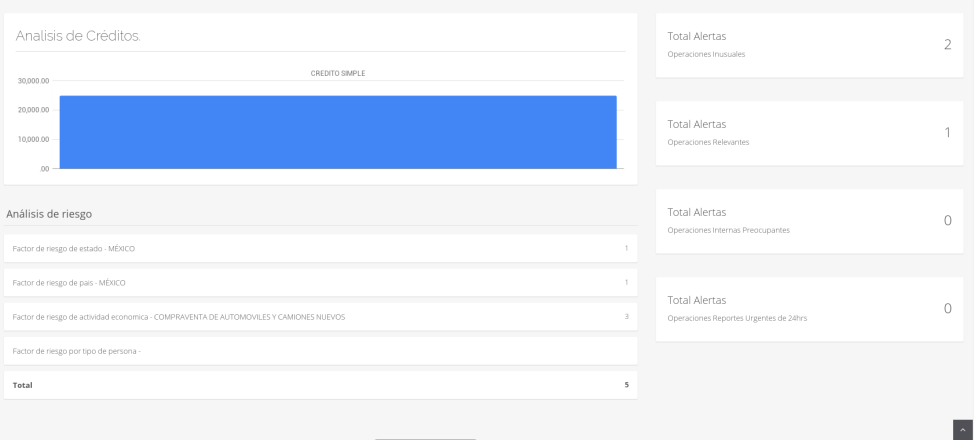 Analisis de Créditos.
CREDITO SIMPLE
30,000.00
20,000.00
10,000.00
.00
Análisis de riesgo
Factor de riesgo de estado - MÉXICO 1
Factor de riesgo de pais - MÉXICO 1
Factor de riesgo de actividad economica - COMPRAVENTA DE AUTOMOVILES Y CAMIONES NUEVOS 3
Factor de riesgo por tipo de persona -
Total 5
Total Alertas
Operaciones Inusuales
2
Total Alertas
Operaciones Relevantes
1
Total Alertas
Operaciones Internas Preocupantes
0
Total Alertas
Operaciones Reportes Urgentes de 24hrs
0